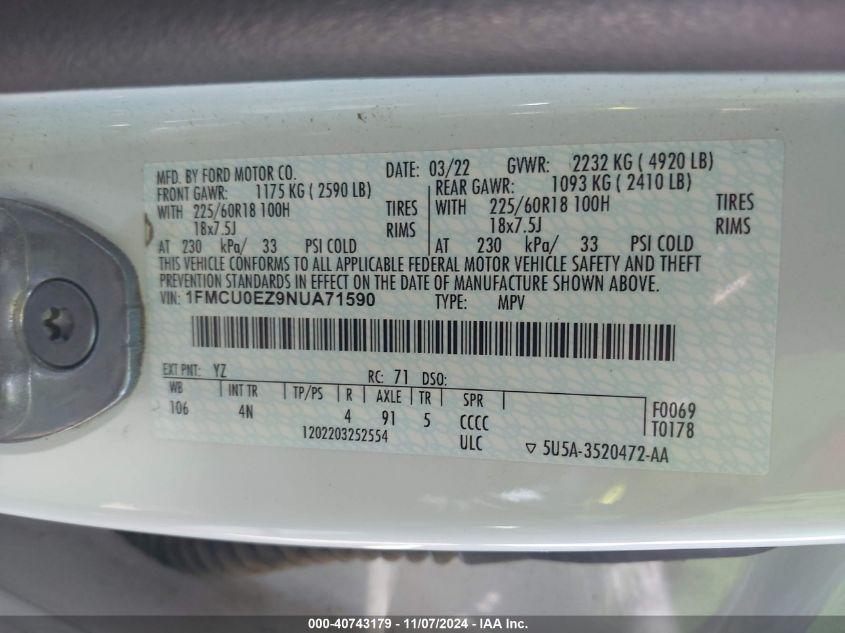 MFD. BY FORD MOTOR CO. DATE: 03/22 GVWR: 2232 KG ( 4920 LB)
FRONT GAWR: 1175 KG ( 2590 LB) REAR GAWR: 1093 KG ( 2410 LB)
WITH 225/60R18 100H TIRES WITH 225/60R18 100H TIRES
18x7.5J RIMS 18x7.5J RIMS
AT 230 kPa/ 33 PSI COLD AT 230 kPa/ 33 PSI COLD
THIS VEHICLE CONFORMS TO ALL APPLICABLE FEDERAL MOTOR VEHICLE SAFETY AND THEFT
PREVENTION STANDARDS IN EFFECT ON THE DATE OF MANUFACTURE SHOWN ABOVE.
VIN: 1FMCU0EZ9NUA71590 TYPE: MPV
EXT PNT: YZ RC: 71 DSO:
WB INT TR TP/PS R AXLE TR SPR
106 4N 4 91 5 CCCC F0069
1202203252554 ULC T0178
5U5A-3520472-AA
000-40743179 - 11/07/2024 - IAA Inc.